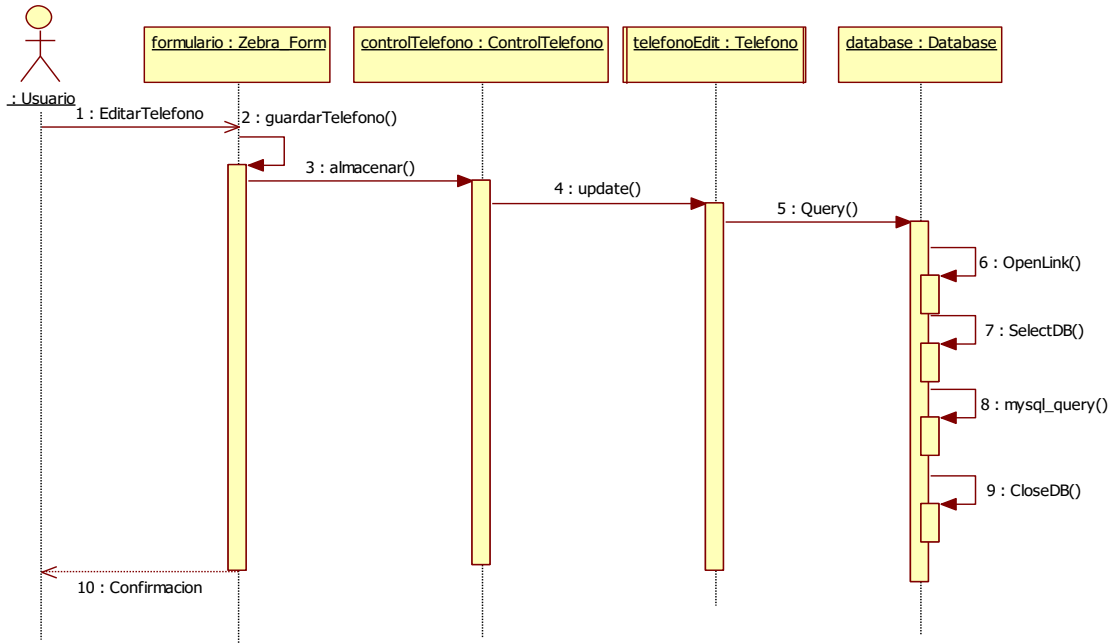 formulario : Zebra_Form
controlTelefono : ControlTelefono
telefonoEdit : Telefono
database : Database
: Usuario
1 : EditarTelefono
2 : guardarTelefono()
3 : almacenar()
4 : update()
5 : Query()
6 : OpenLink()
7 : SelectDB()
8 : mysql_query()
9 : CloseDB()
10 : Confirmacion